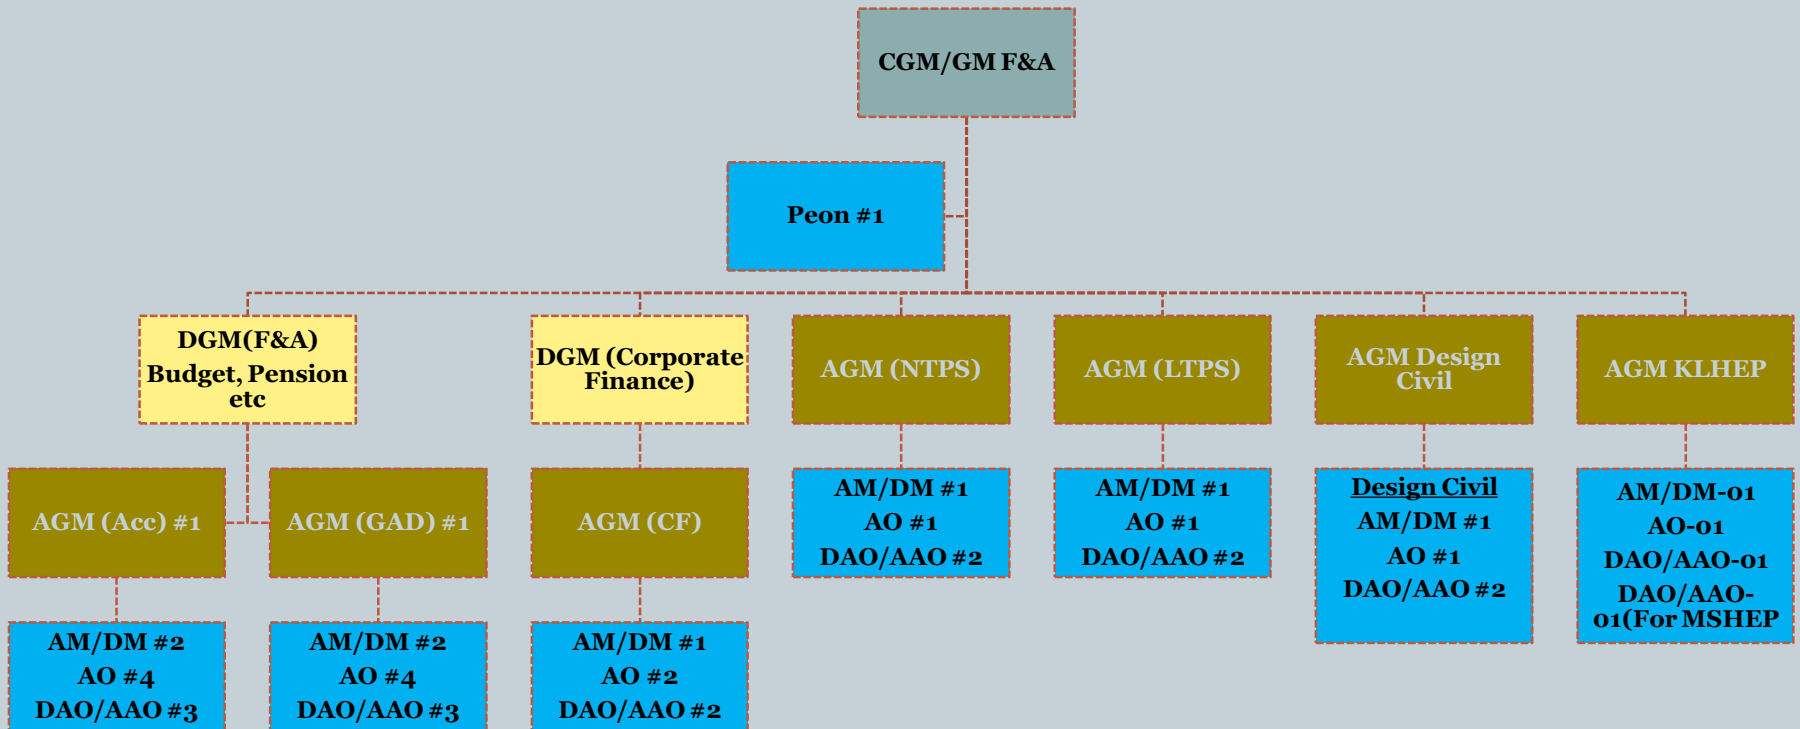 CGM/GM F&A
Peon #1
DGM(F&A)
Budget, Pension
etc
DGM (Corporate
Finance)
AGM (NTPS)
AGM (LTPS)
AGM Design
Civil
AGM KLHEP
AGM (Acc) #1
AGM (GAD) #1
AGM (CF)
AM/DM #1
AO #1
DAO/AAO #2
AM/DM #1
AO #1
DAO/AAO #2
Design Civil
AM/DM #1
AO #1
DAO/AAO #2
AM/DM-01
AO-01
DAO/AAO-01
DAO/AAO-
01(For MSHEP
AM/DM #2
AO #4
DAO/AAO #3
AM/DM #2
AO #4
DAO/AAO #3
AM/DM #1
AO #2
DAO/AAO #2